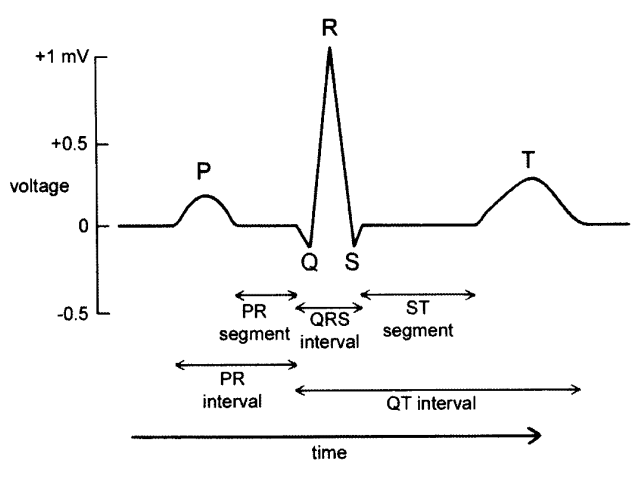 R
+1 mV
+0.5
P
T
voltage
0
Q
S
-0.5
PR
segment
QRS
interval
ST
segment
PR
interval
QT interval
time